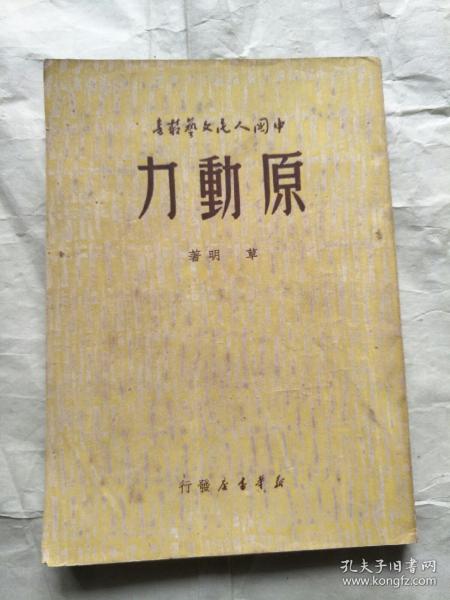 中国人民文藝叢書
原動力
草明著
新華書店發行
孔夫子旧书网
www.kongfz.com